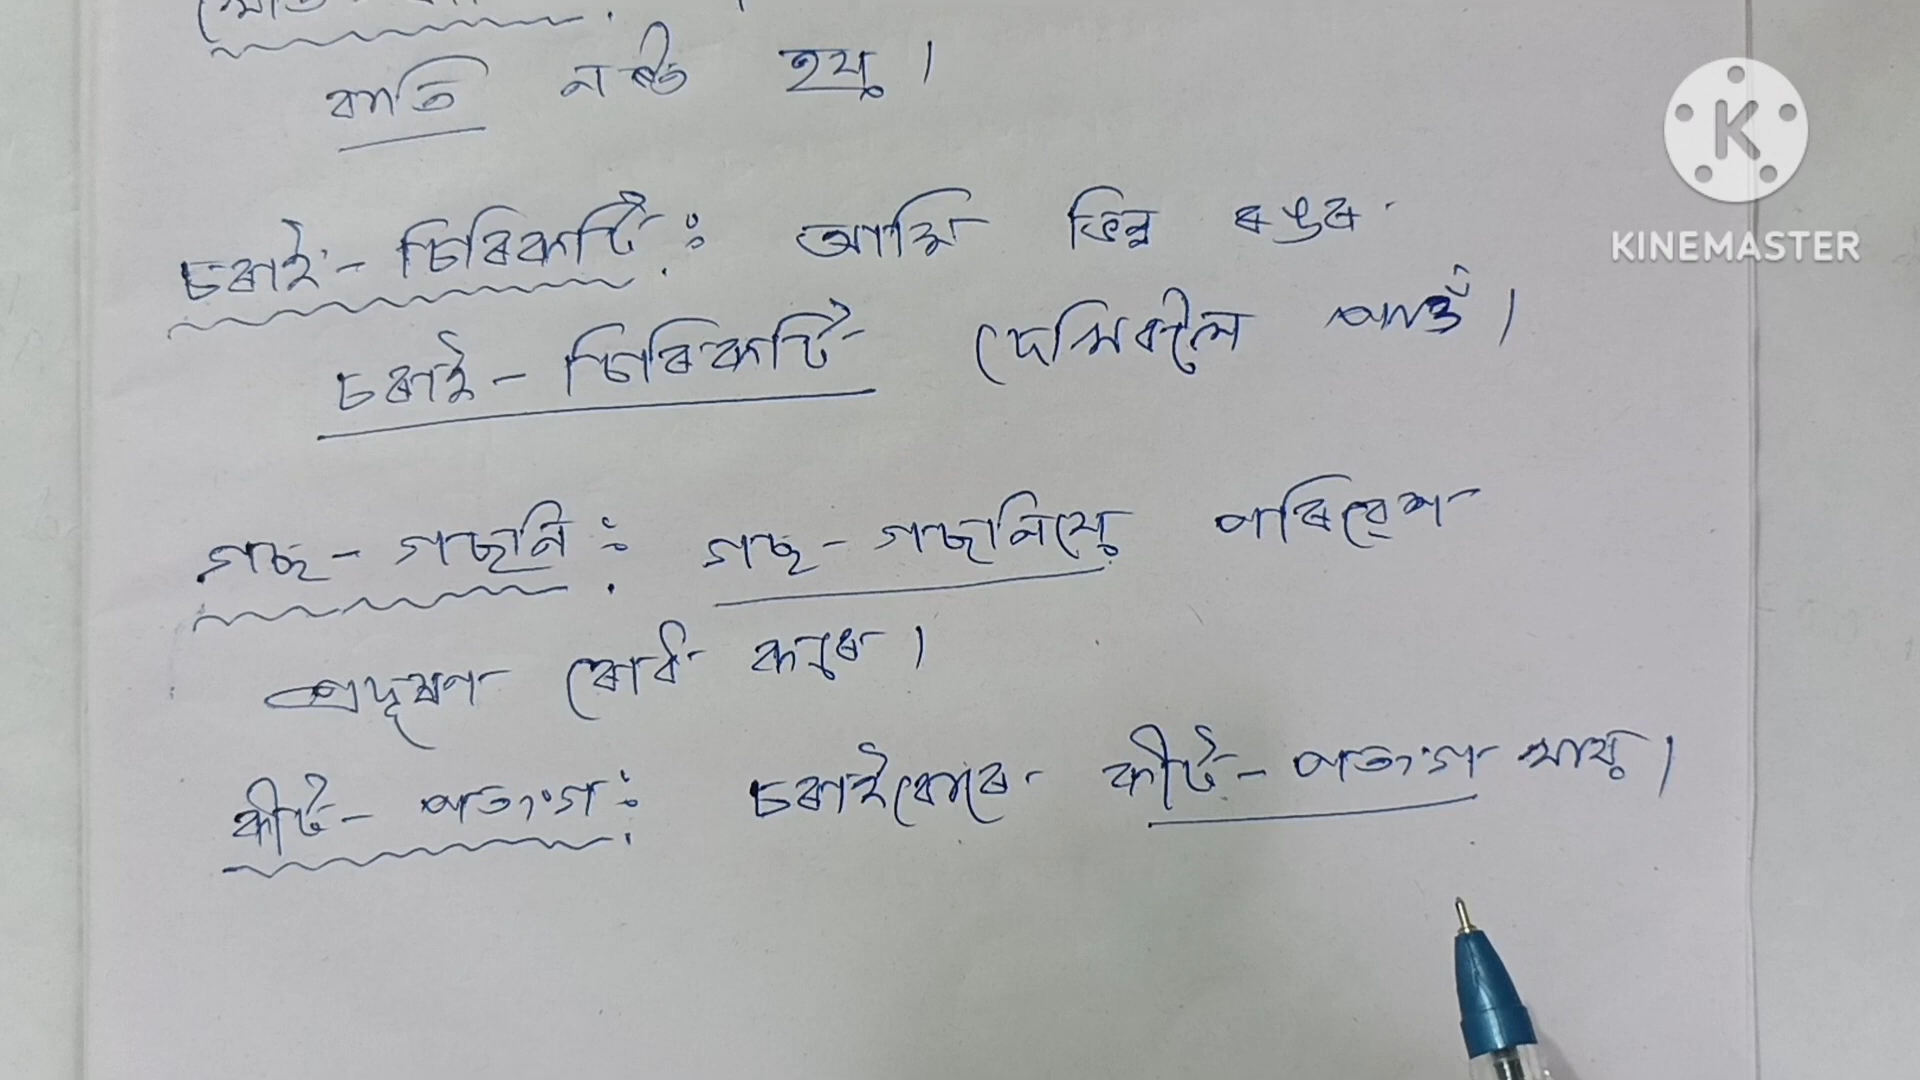 বাতি নষ্ট হয়।
চৰাই-চিৰিকটি: আমি ভিন্ন ৰঙৰ
চৰাই-চিৰিকটি দেখিবলৈ পাওঁ।
গছ-গছনি: গছ-গছনিয়ে পৰিবেশ
প্ৰদূষণ ৰোধ কৰে।
কীট-পতংগ: চৰাইবোৰে কীট-পতংগ খায়।
K
KINEMASTER